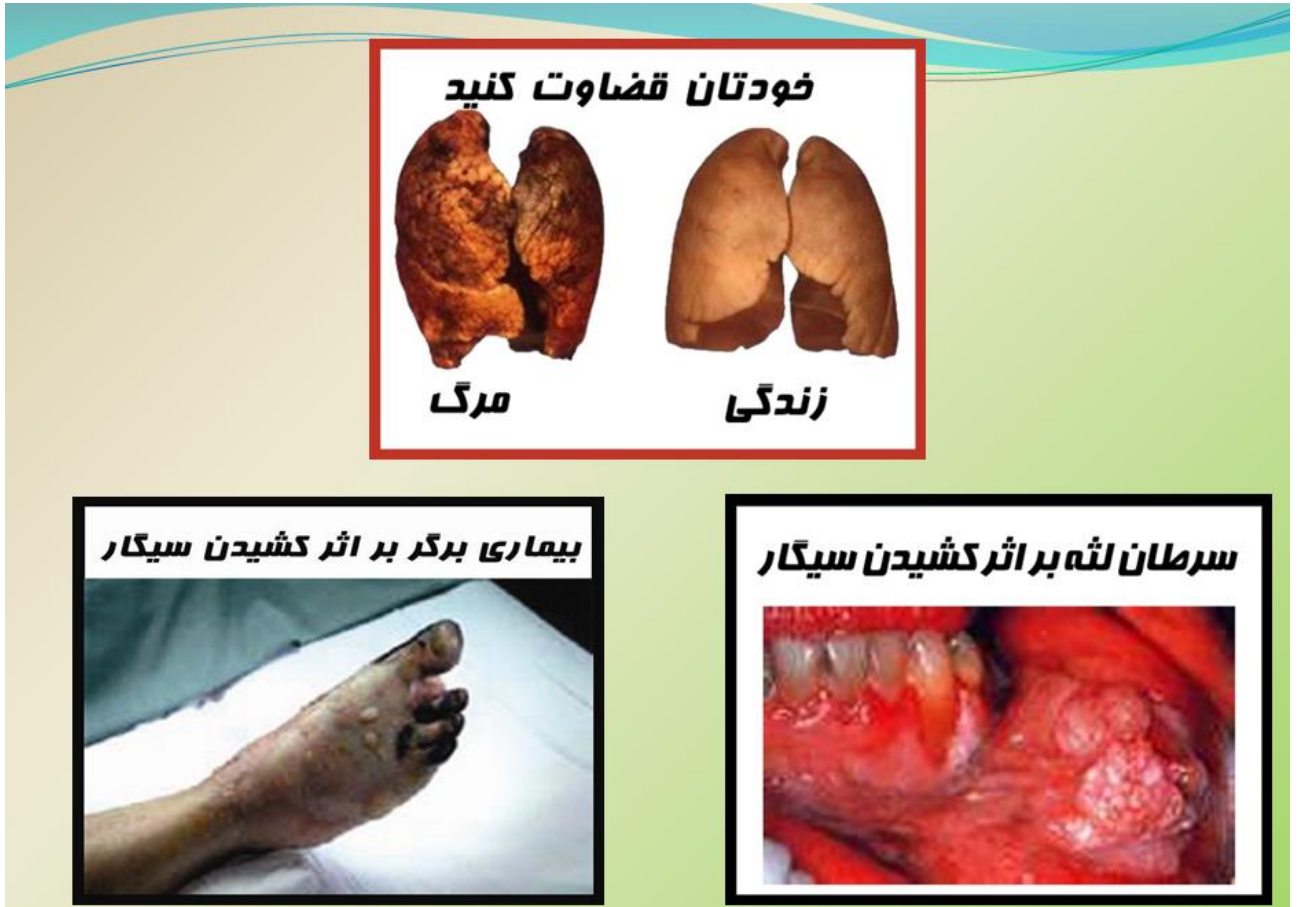 خودتان قضاوت کنید
زندگی
مرگ
سرطان لثه بر اثر کشیدن سیگار
بیماری برگر بر اثر کشیدن سیگار